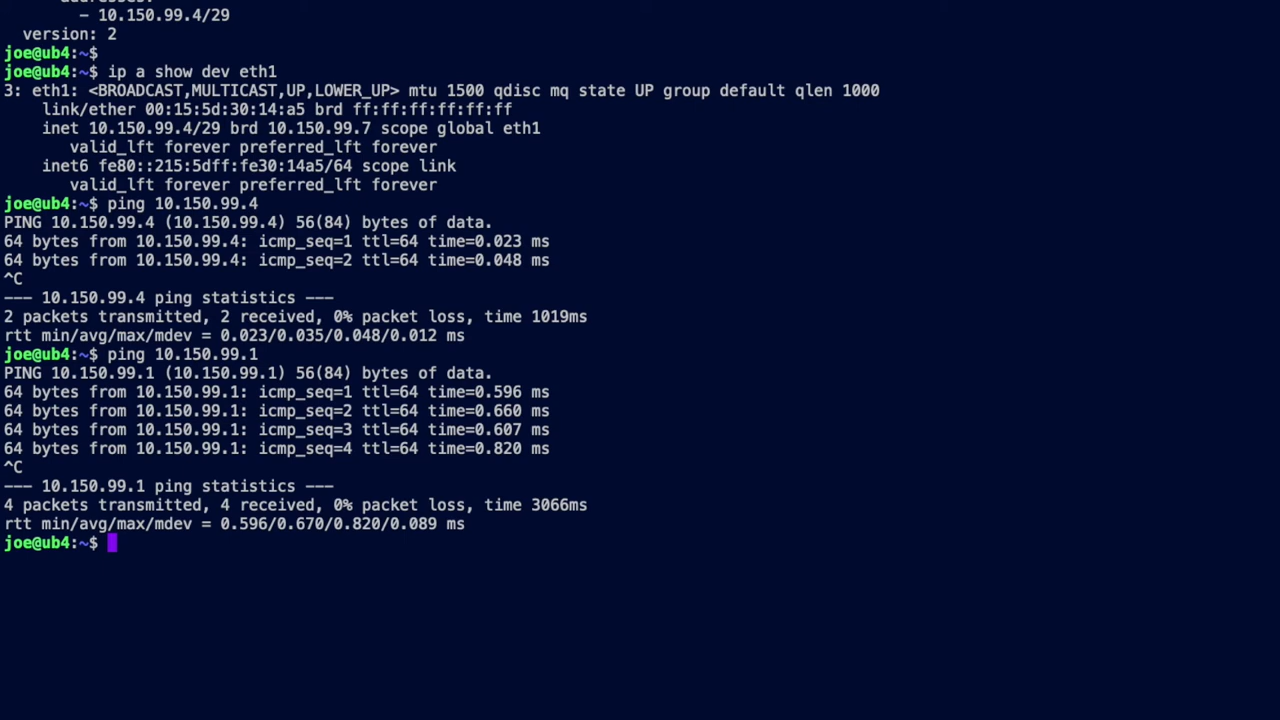 addresses:
- 10.150.99.4/29
version: 2
joe@ub4:~$
joe@ub4:~$ ip a show dev eth1
3: eth1: <BROADCAST,MULTICAST,UP,LOWER_UP> mtu 1500 qdisc mq state UP group default qlen 1000
link/ether 00:15:5d:30:14:a5 brd ff:ff:ff:ff:ff:ff
inet 10.150.99.4/29 brd 10.150.99.7 scope global eth1
valid_lft forever preferred_lft forever
inet6 fe80::215:5dff:fe30:14a5/64 scope link
valid_lft forever preferred_lft forever
joe@ub4:~$ ping 10.150.99.4
PING 10.150.99.4 (10.150.99.4) 56(84) bytes of data.
64 bytes from 10.150.99.4: icmp_seq=1 ttl=64 time=0.023 ms
64 bytes from 10.150.99.4: icmp_seq=2 ttl=64 time=0.048 ms
^C
--- 10.150.99.4 ping statistics ---
2 packets transmitted, 2 received, 0% packet loss, time 1019ms
rtt min/avg/max/mdev = 0.023/0.035/0.048/0.012 ms
joe@ub4:~$ ping 10.150.99.1
PING 10.150.99.1 (10.150.99.1) 56(84) bytes of data.
64 bytes from 10.150.99.1: icmp_seq=1 ttl=64 time=0.596 ms
64 bytes from 10.150.99.1: icmp_seq=2 ttl=64 time=0.660 ms
64 bytes from 10.150.99.1: icmp_seq=3 ttl=64 time=0.607 ms
64 bytes from 10.150.99.1: icmp_seq=4 ttl=64 time=0.820 ms
^C
--- 10.150.99.1 ping statistics ---
4 packets transmitted, 4 received, 0% packet loss, time 3066ms
rtt min/avg/max/mdev = 0.596/0.670/0.820/0.089 ms
joe@ub4:~$